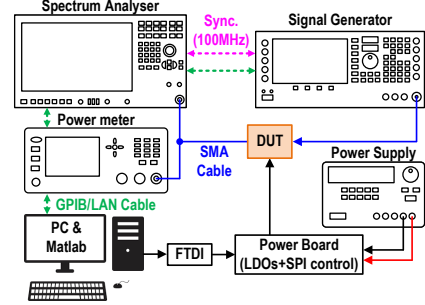 Spectrum Analyser
Sync.
(100MHz)
Signal Generator
Power meter
SMA
Cable
DUT
Power Supply
GPIB/LAN Cable
PC &
Matlab
FTDI
Power Board
(LDOs+SPI control)